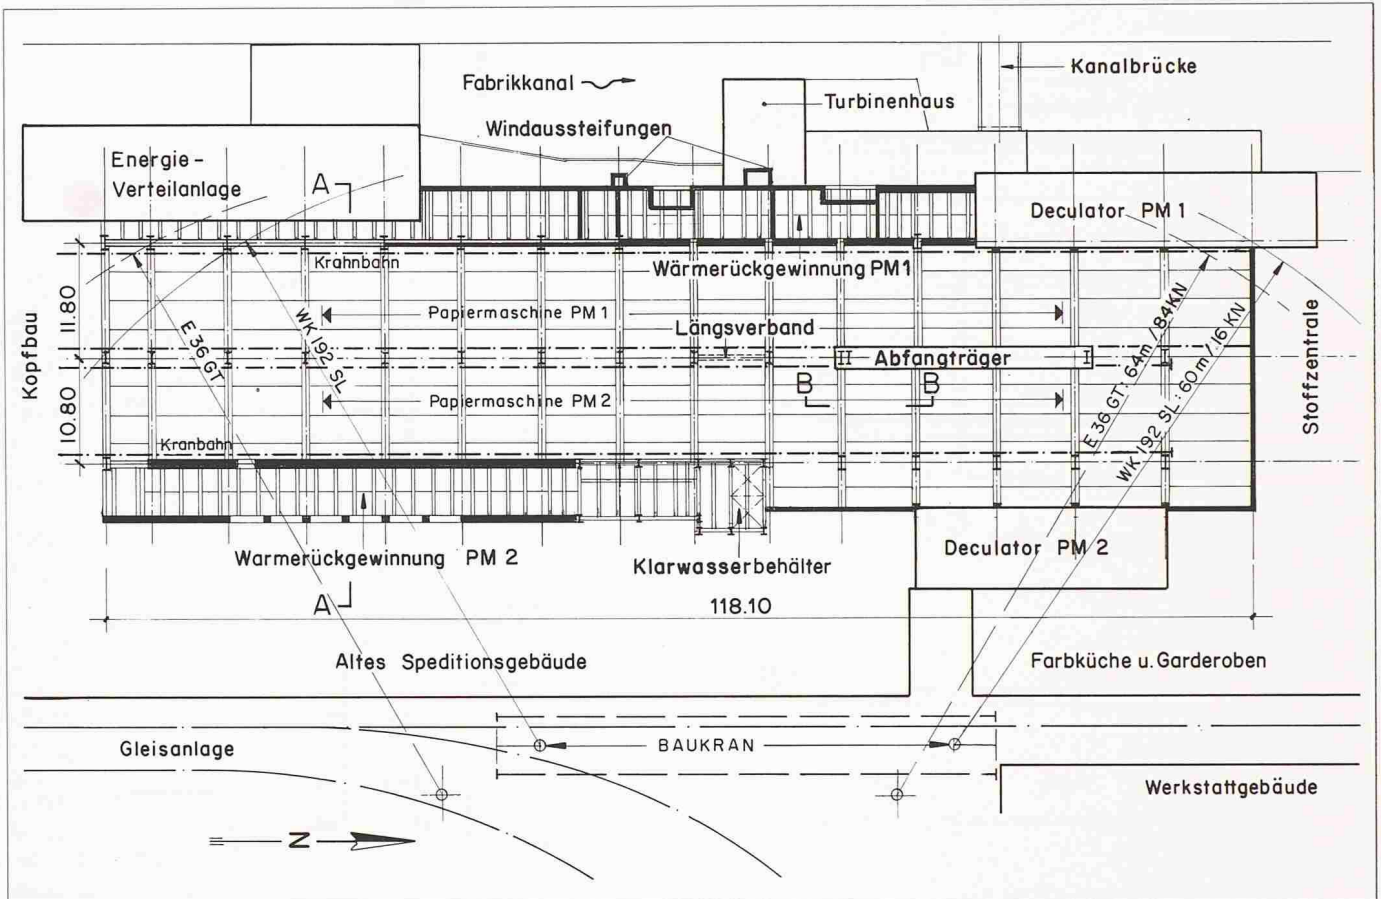 Kanalbrücke
Fabrikkanal
Turbinenhaus
Windaussteifungen
Energie-
Verteilanlage
A
Deculator PM 1
Krahnbahn
Wärmerückgewinnung PM1
11.80
Kopfbau
Papiermaschine PM 1
Längsverband
E 36 GT
WK 192 SL
II Abfangträger I
E 36 GT: 64m / 84KN
WK 192 SL: 60m / 16 KN
Stoffzentrale
B B
10.80
Papiermaschine PM 2
Kranbahn
Warmerückgewinnung PM 2
Klarwasserbehälter
Deculator PM 2
A
118.10
Altes Speditionsgebäude
Farbküche u. Garderoben
Gleisanlage
BAUKRAN
Werkstattgebäude
N